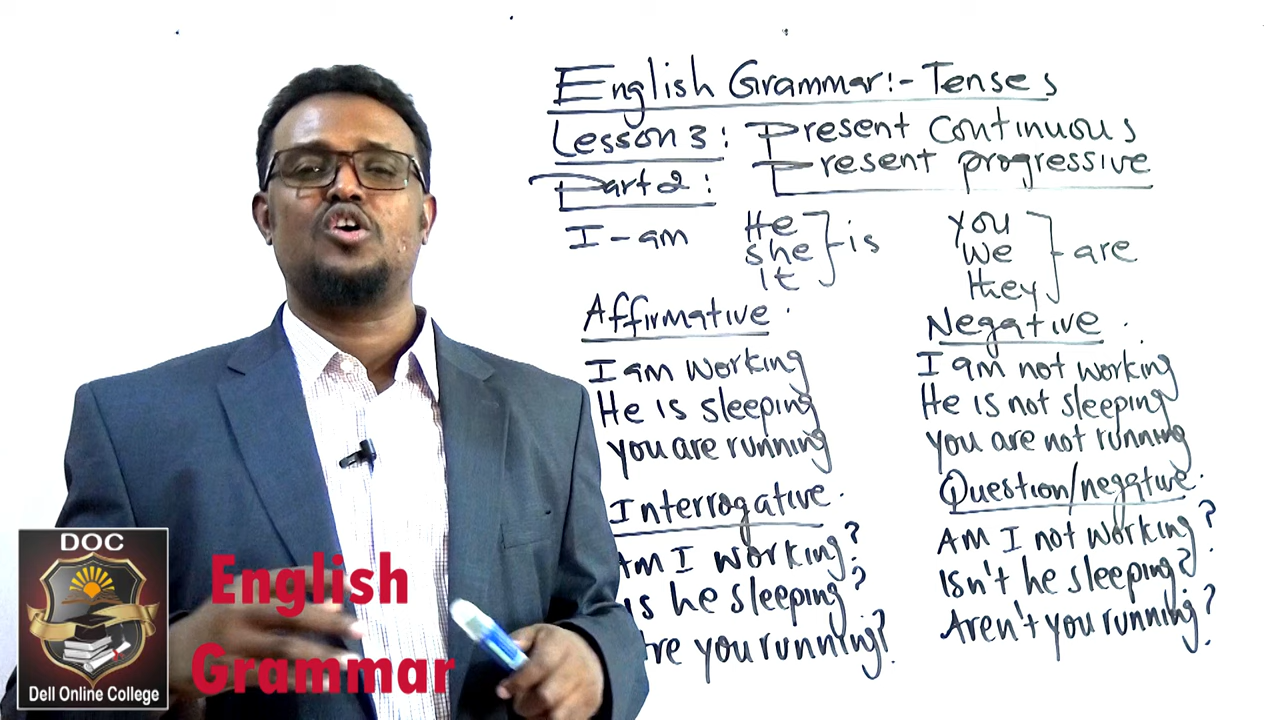 English Grammar:- Tenses
Lesson 3: Present continuous
Present progressive
Part 2:
I - am
He
she
It
is
you
we
they
are
Affirmative.
I am working
He is sleeping
you are running
Negative.
I am not working
He is not sleeping
you are not running
Interrogative.
Am I working?
is he sleeping?
re you running?
Question/negative.
Am I not working?
Isn't he sleeping?
Aren't you running?
DOC
Dell Online College
English
Grammar